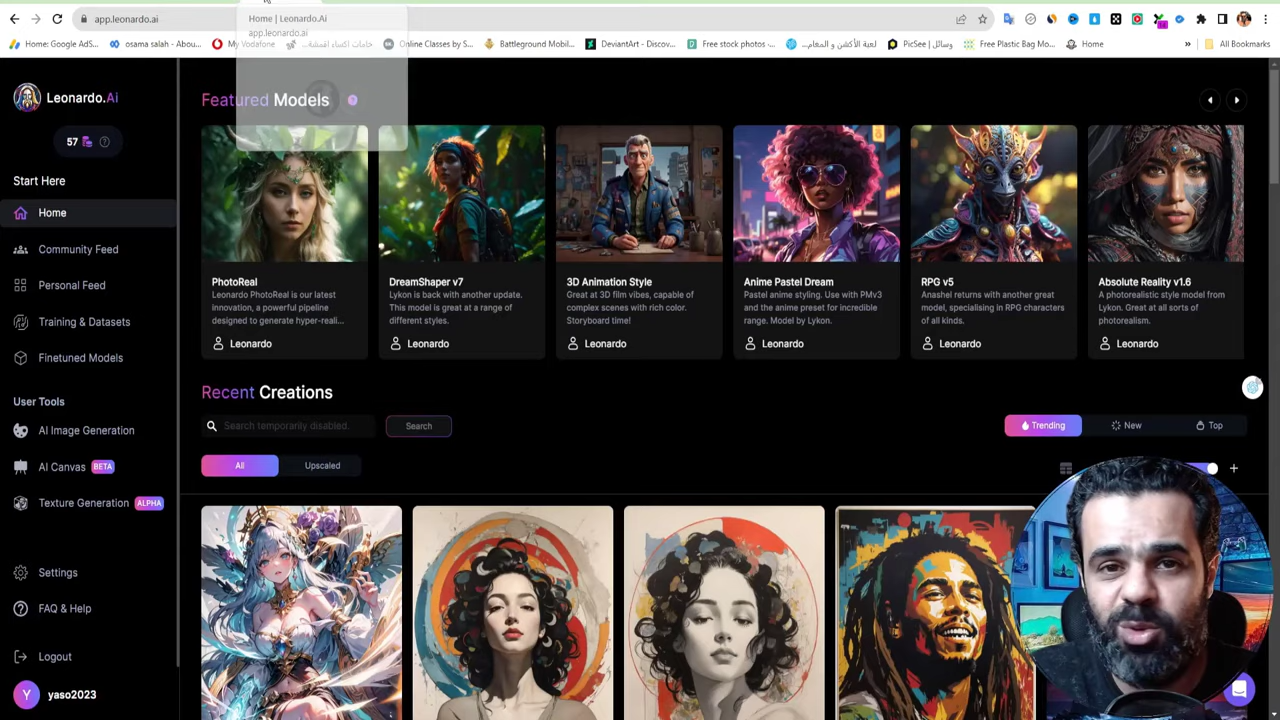 app.leonardo.ai
Home | Leonardo.Ai
app.leonardo.ai
Home: Google AdS...
osama salah - Abou...
My Vodafone
خامات اكساء اقمشة...
Online Classes by S...
Battleground Mobil...
DeviantArt - Discov...
Free stock photos -...
لعبة الأكشن و المغام...
PicSee | وسائل...
Free Plastic Bag Mo...
Home
»
All Bookmarks
Leonardo.Ai
57
Start Here
Home
Community Feed
Personal Feed
Training & Datasets
Finetuned Models
User Tools
AI Image Generation
AI Canvas BETA
Texture Generation ALPHA
Settings
FAQ & Help
Logout
Y yaso2023
Featured Models ?
PhotoReal
Leonardo PhotoReal is our latest
innovation, a powerful pipeline
designed to generate hyper-reali...
Leonardo
DreamShaper v7
Lykon is back with another update.
This model is great at a range of
different styles.
Leonardo
3D Animation Style
Great at 3D film vibes, capable of
complex scenes with rich color.
Storyboard time!
Leonardo
Anime Pastel Dream
Pastel anime styling. Use with PMv3
and the anime preset for incredible
range. Model by Lykon.
Leonardo
RPG v5
Anashel returns with another great
model, specialising in RPG characters
of all kinds.
Leonardo
Absolute Reality v1.6
A photorealistic style model from
Lykon. Great at all sorts of
photorealism.
Leonardo
Recent Creations
Search temporarily disabled.
Search
Trending
New
Top
All
Upscaled